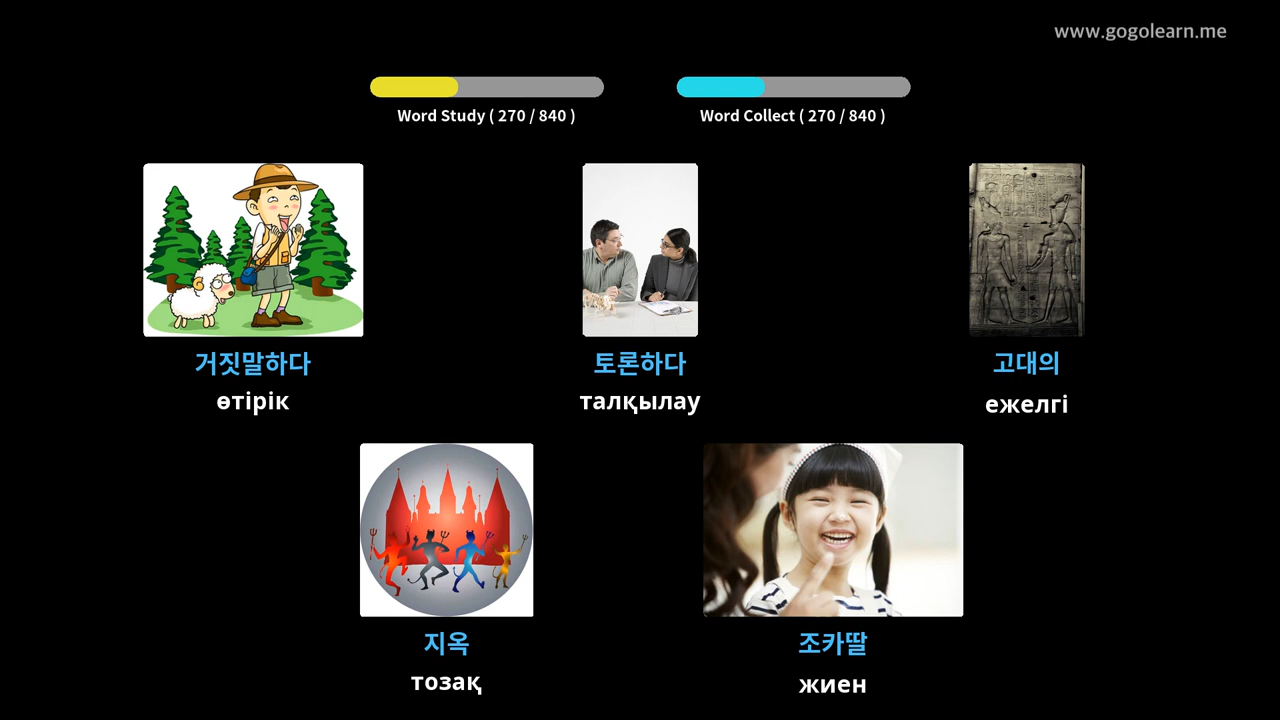 www.gogolearn.me
Word Study ( 270 / 840 )
Word Collect ( 270 / 840 )
거짓말하다
өтірік
토론하다
талқылау
고대의
ежелгі
지옥
тозақ
조카딸
жиен